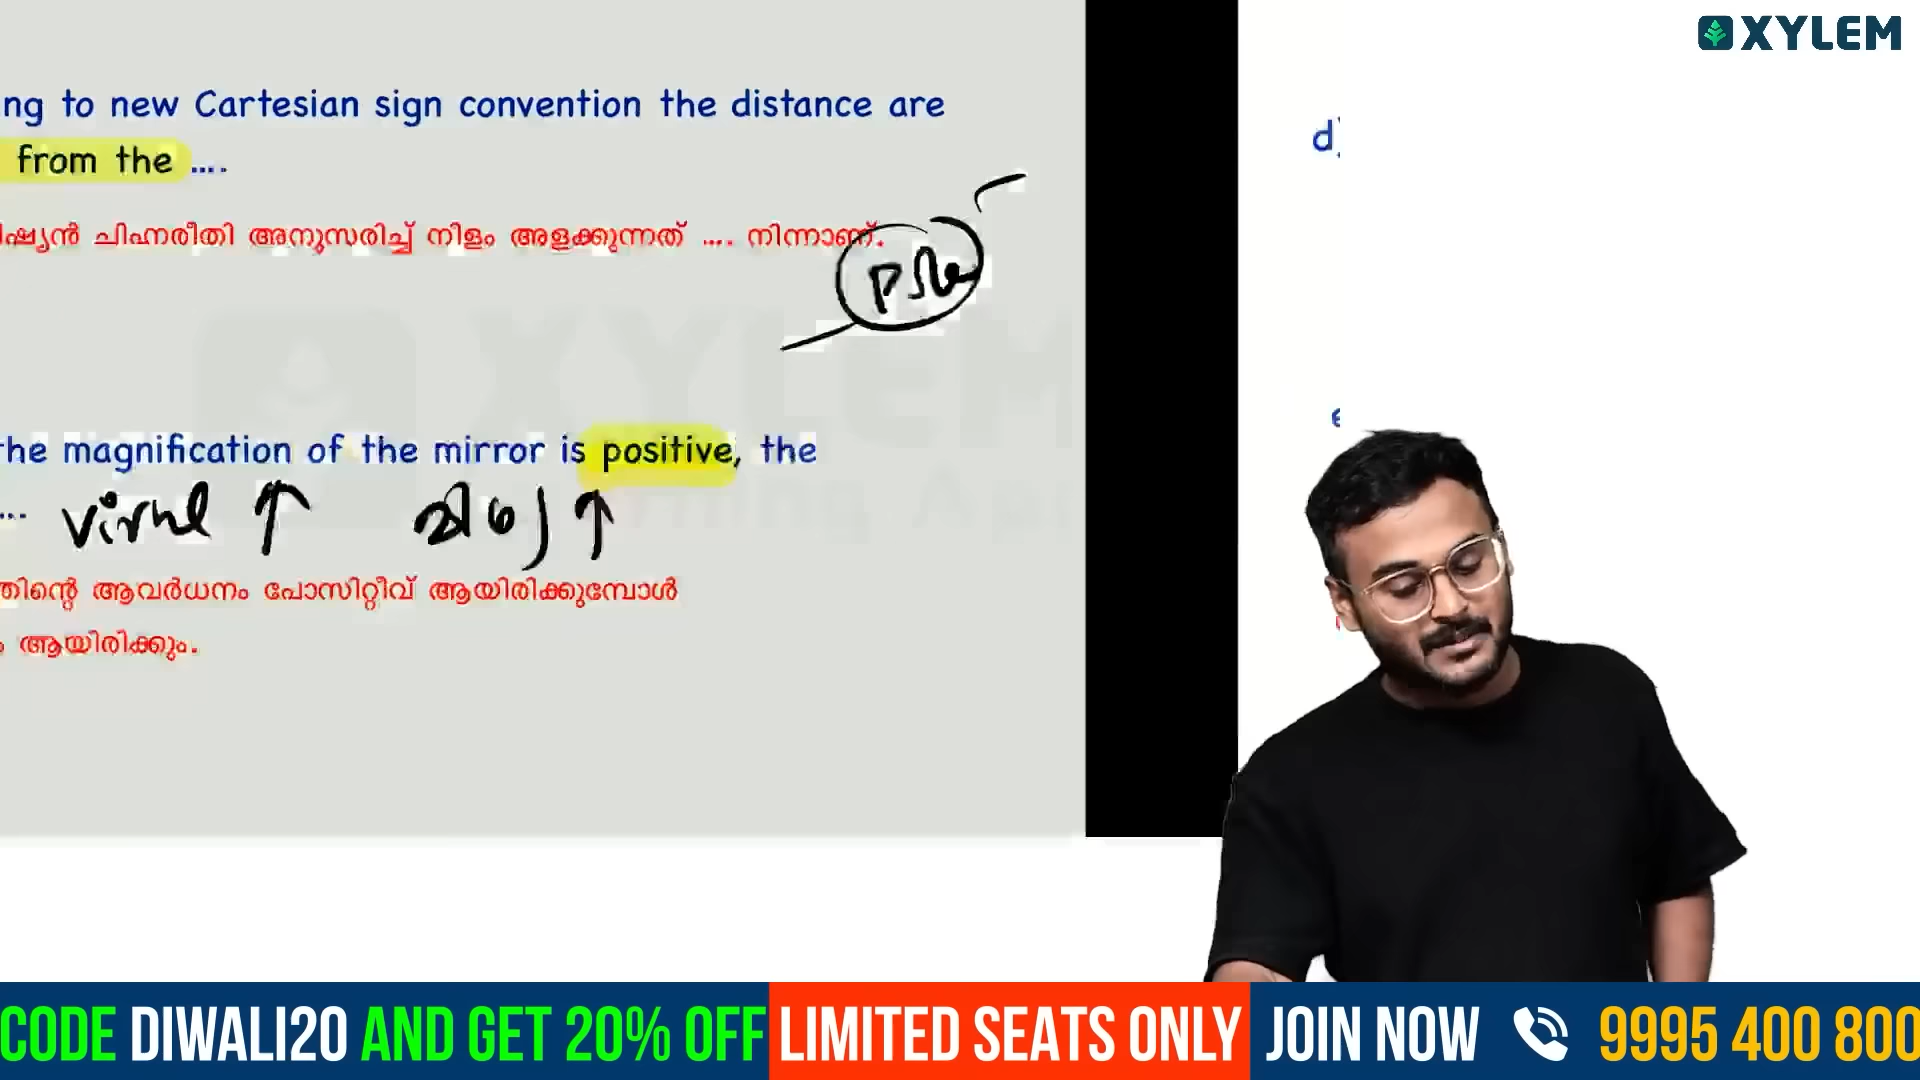 XYLEM
ng to new Cartesian sign convention the distance are
from the ....
ിഷ്യൻ ചിഹ്നരീതി അനുസരിച്ച് നീളം അളക്കുന്നത് .... നിന്നാണ്.
d)
e
he magnification of the mirror is positive, the
...
ത്തിന്റെ ആവർധനം പോസിറ്റീവ് ആയിരിക്കുമ്പോൾ
ആയിരിക്കും.
CODE DIWALI20 AND GET 20% OFF LIMITED SEATS ONLY JOIN NOW 9995 400 800